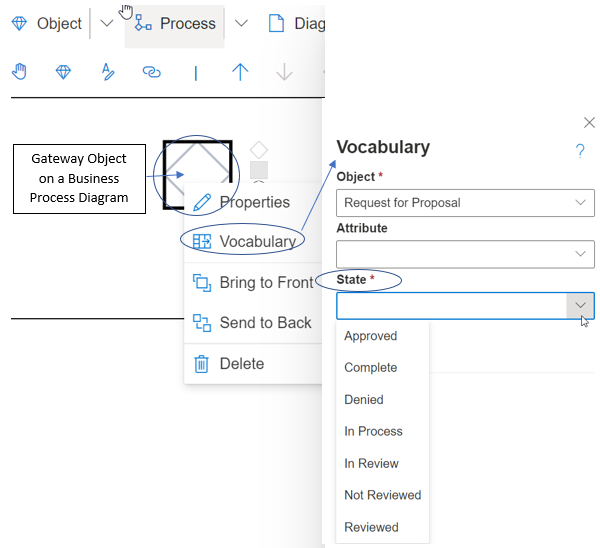 Object
Process
Diag
Gateway Object
on a Business
Process Diagram
Properties
Vocabulary
Bring to Front
Send to Back
Delete
Vocabulary
?
Object *
Request for Proposal
Attribute
State *
Approved
Complete
Denied
In Process
In Review
Not Reviewed
Reviewed